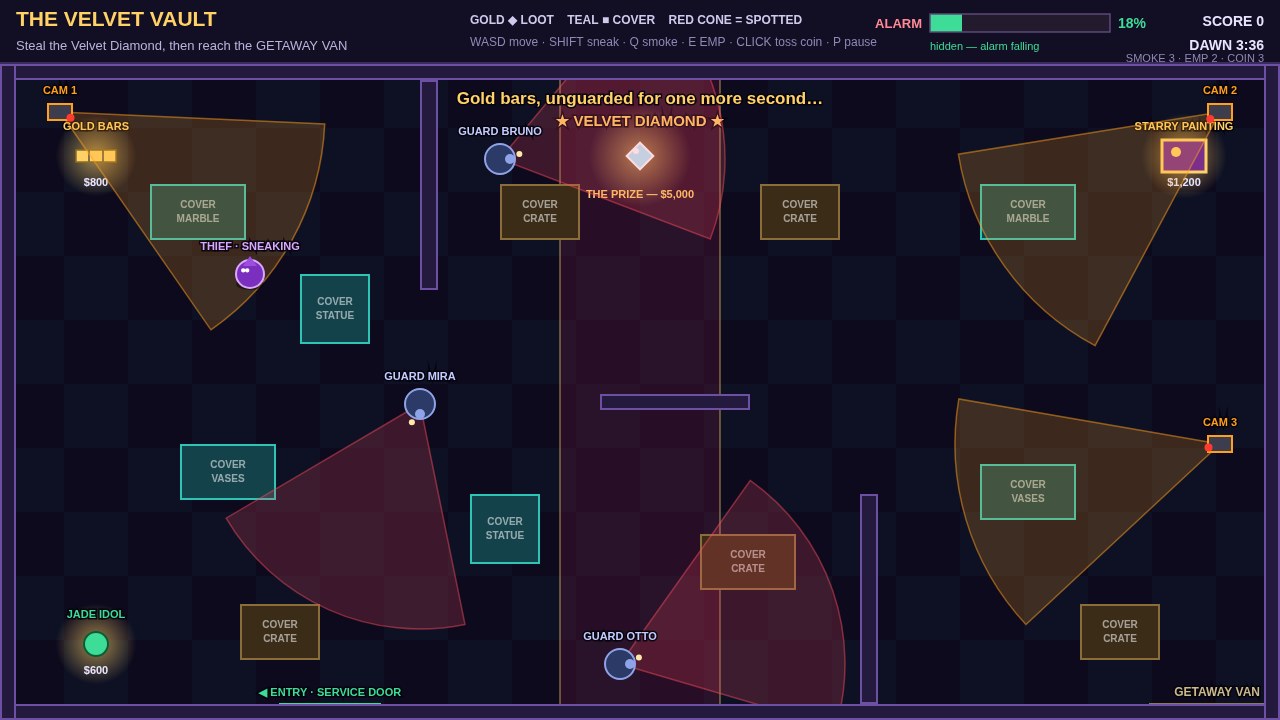 THE VELVET VAULT
Steal the Velvet Diamond, then reach the GETAWAY VAN
GOLD ◆ LOOT TEAL ■ COVER RED CONE = SPOTTED
WASD move · SHIFT sneak · Q smoke · E EMP · CLICK toss coin · P pause
ALARM 18%
hidden — alarm falling
SCORE 0
DAWN 3:36
SMOKE 3 · EMP 2 · COIN 3
CAM 1
GOLD BARS
$800
COVER
MARBLE
THIEF · SNEAKING
COVER
STATUE
Gold bars, unguarded for one more second…
★ VELVET DIAMOND ★
GUARD BRUNO
THE PRIZE — $5,000
COVER
CRATE
COVER
CRATE
CAM 2
STARRY PAINTING
$1,200
COVER
MARBLE
GUARD MIRA
COVER
VASES
COVER
STATUE
CAM 3
COVER
VASES
COVER
CRATE
JADE IDOL
$600
COVER
CRATE
GUARD OTTO
COVER
CRATE
◀ ENTRY · SERVICE DOOR
GETAWAY VAN